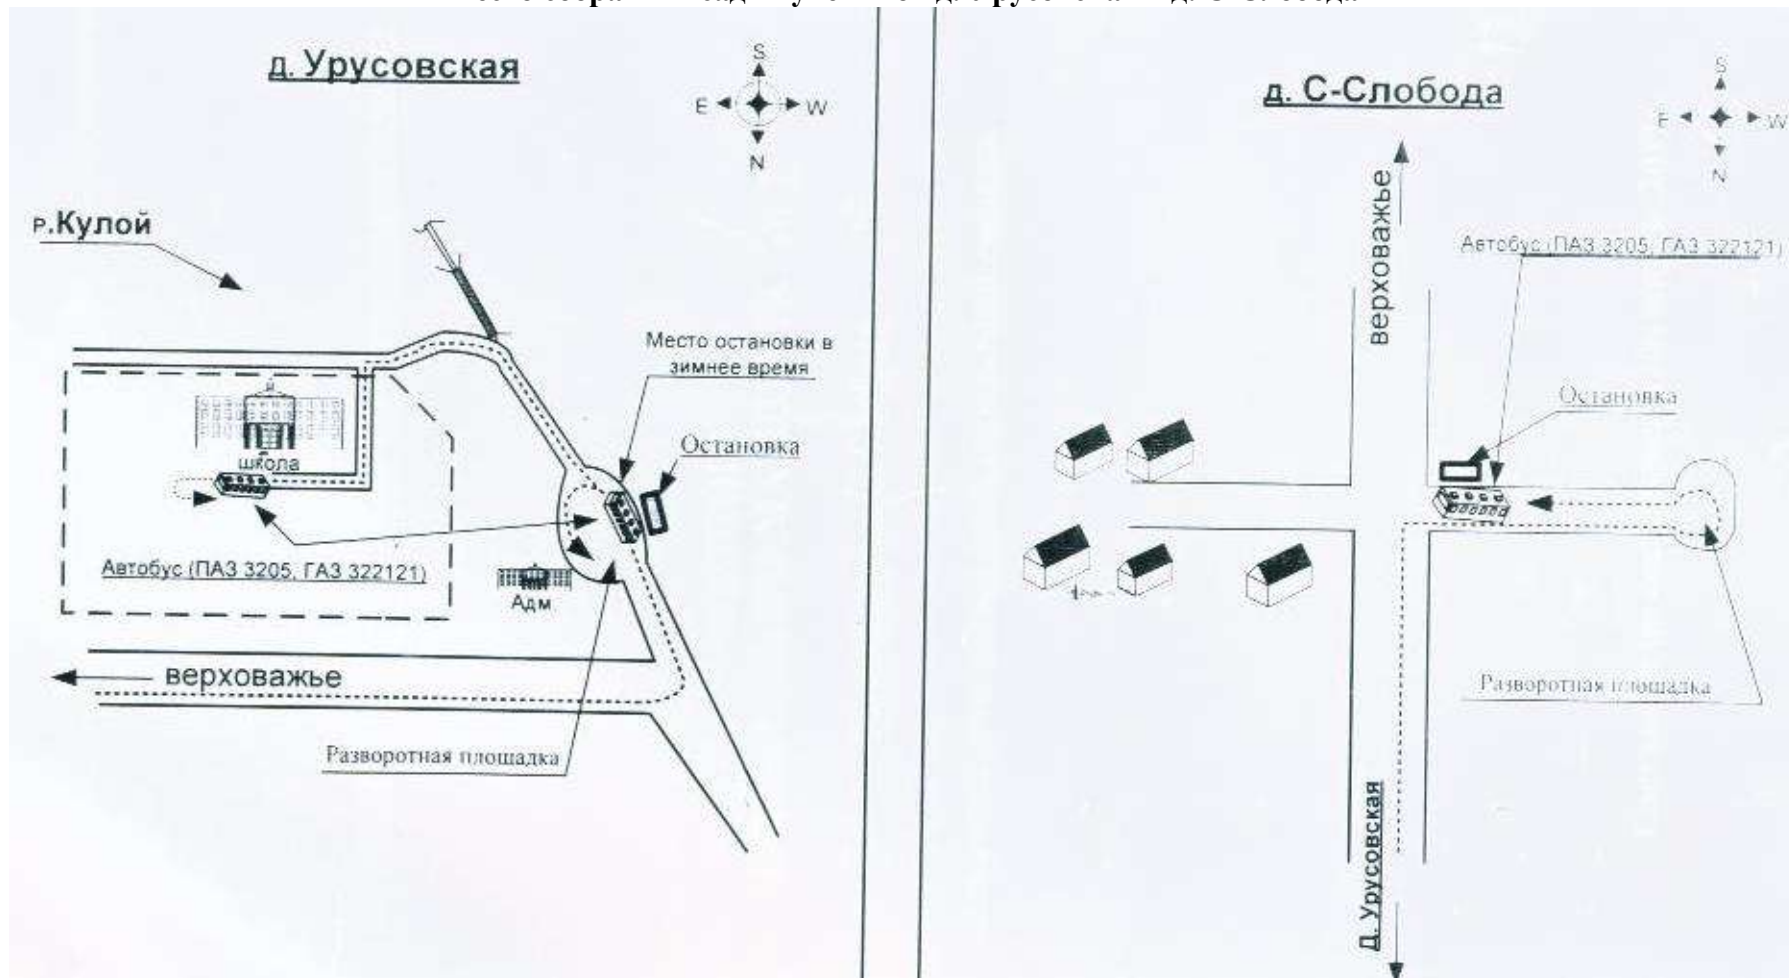 д. Урусовская
S
E W
N
р.Кулой
Место остановки в
зимнее время
Остановка
школа
Автобус (ПАЗ 3205, ГАЗ 322121)
Адм
верховажье
Разворотная площадка
д. С-Слобода
S
E W
N
верховажье
Автобус (ПАЗ 3205, ГАЗ 322121)
Остановка
Разворотная площадка
Д. Урусовская